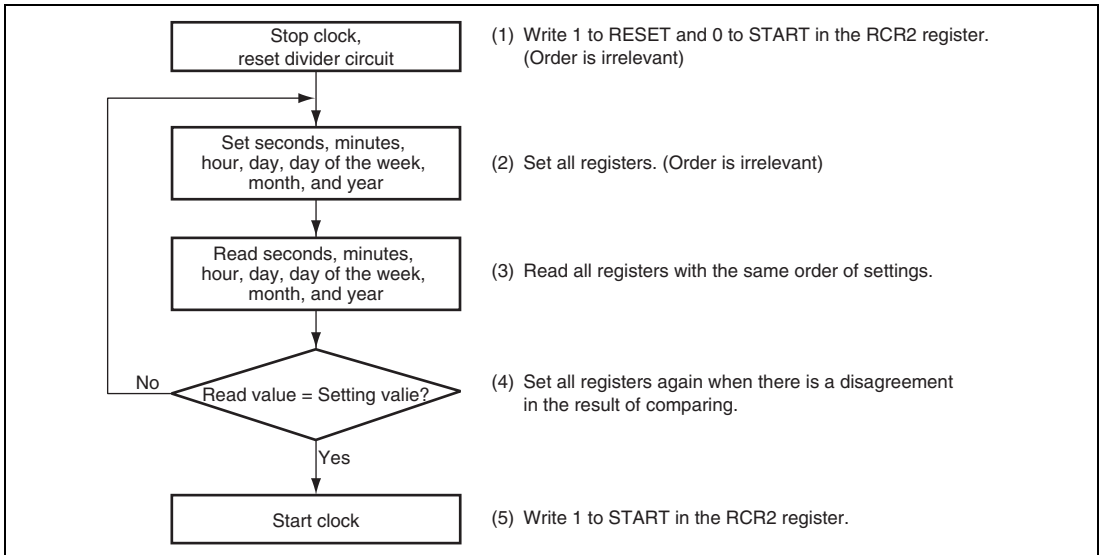 Stop clock,
reset divider circuit
(1) Write 1 to RESET and 0 to START in the RCR2 register.
(Order is irrelevant)
Set seconds, minutes,
hour, day, day of the week,
month, and year
(2) Set all registers. (Order is irrelevant)
Read seconds, minutes,
hour, day, day of the week,
month, and year
(3) Read all registers with the same order of settings.
No
Read value = Setting valie?
(4) Set all registers again when there is a disagreement
in the result of comparing.
Yes
Start clock
(5) Write 1 to START in the RCR2 register.